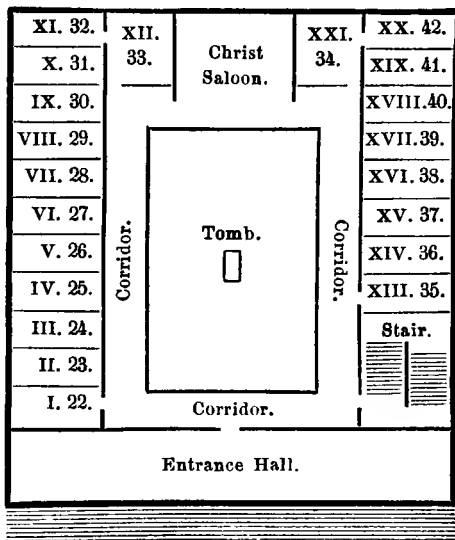 XI. 32.
XII.
33.
Christ
Saloon.
XXI.
34.
XX. 42.
X. 31.
XIX. 41.
IX. 30.
XVIII. 40.
VIII. 29.
XVII. 39.
VII. 28.
XVI. 38.
VI. 27.
XV. 37.
V. 26.
XIV. 36.
IV. 25.
XIII. 35.
III. 24.
II. 23.
I. 22.
Corridor.
Tomb.
Corridor.
Stair.
Corridor.
Entrance Hall.